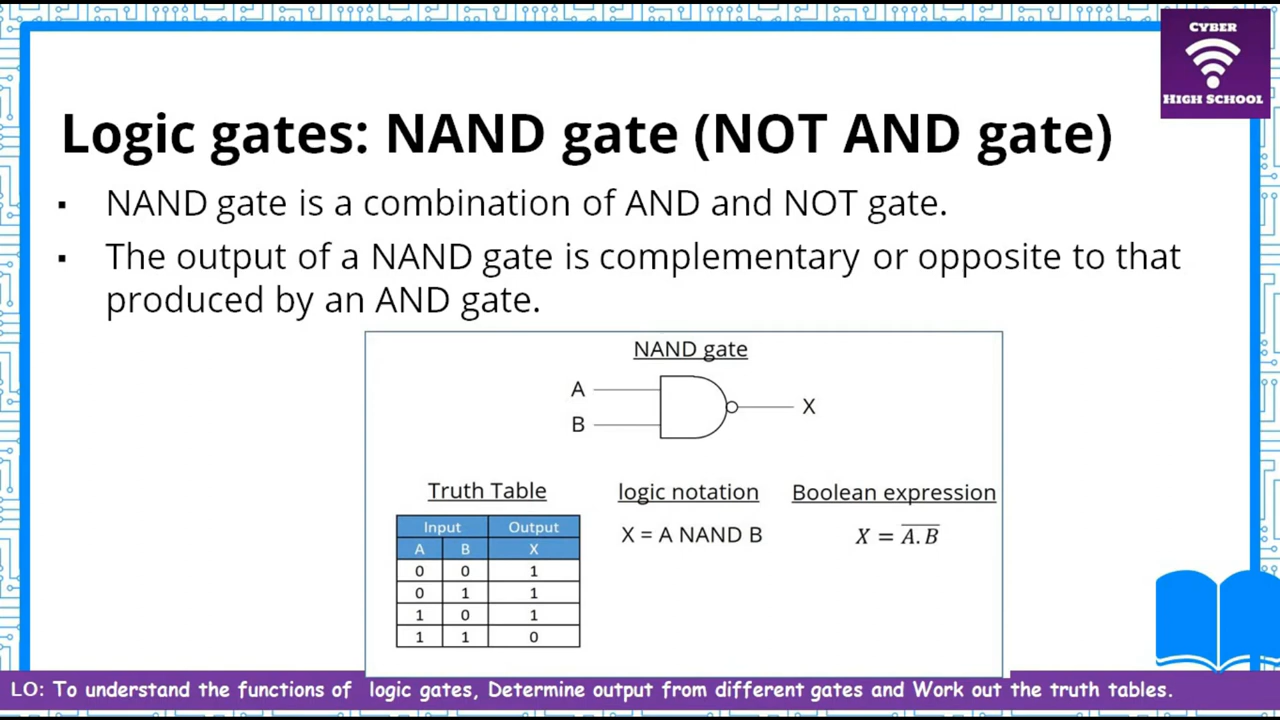 CYBER
HIGH SCHOOL
Logic gates: NAND gate (NOT AND gate)
▪ NAND gate is a combination of AND and NOT gate.
▪ The output of a NAND gate is complementary or opposite to that
produced by an AND gate.
NAND gate
A
B
X
Truth Table
Input Output
A B X
0 0 1
0 1 1
1 0 1
1 1 0
logic notation
X = A NAND B
Boolean expression
X = A̅.̅B̅
LO: To understand the functions of logic gates, Determine output from different gates and Work out the truth tables.